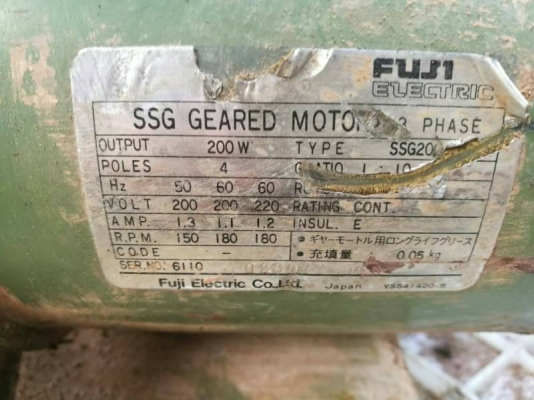 FUJI
ELECTRIC
SSG GEARED MOTOR 3 PHASE
OUTPUT 200 W TYPE
POLES 4 1 : 10
Hz 50 60 60
VOLT 200 200 220 RATING CONT.
AMP. 1.3 1.1 1.2 INSUL. E
R.P.M. 150 180 180 ● ギヤーモートル用ロングライフグリース
CODE - ● 充填量 0.05 kg
SER.NO. 6110
Fuji Electric Co.Ltd. Japan